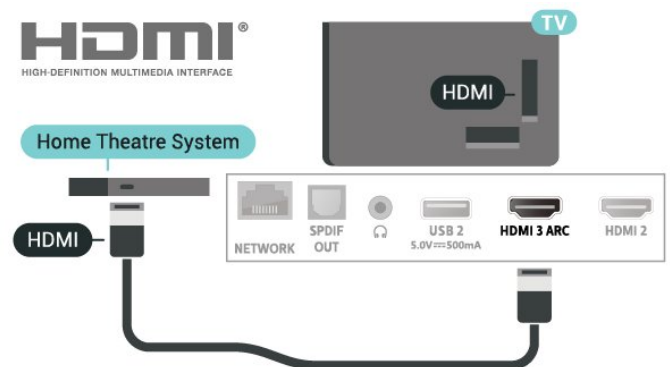 HDMI®
HIGH-DEFINITION MULTIMEDIA INTERFACE
TV
HDMI
Home Theatre System
HDMI
NETWORK
SPDIF
OUT
USB 2
5.0V⎓500mA
HDMI 3 ARC
HDMI 2